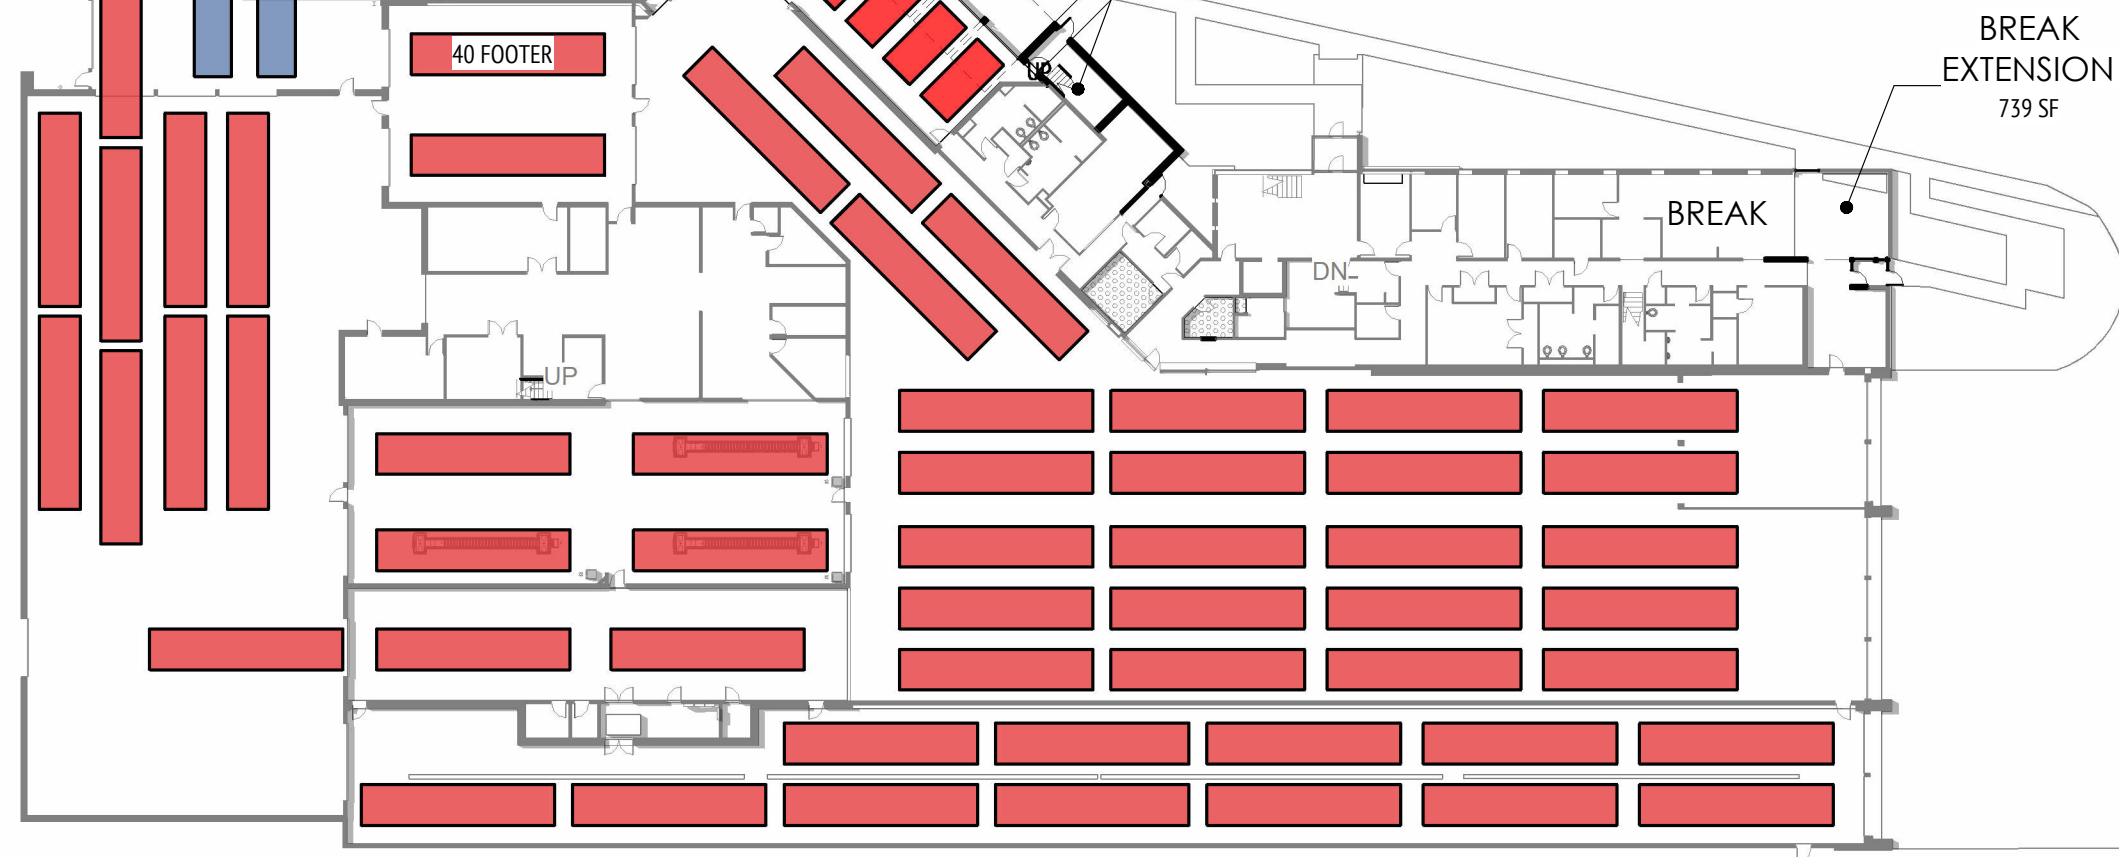 BREAK
EXTENSION
739 SF
40 FOOTER
UP
BREAK
DN
UP